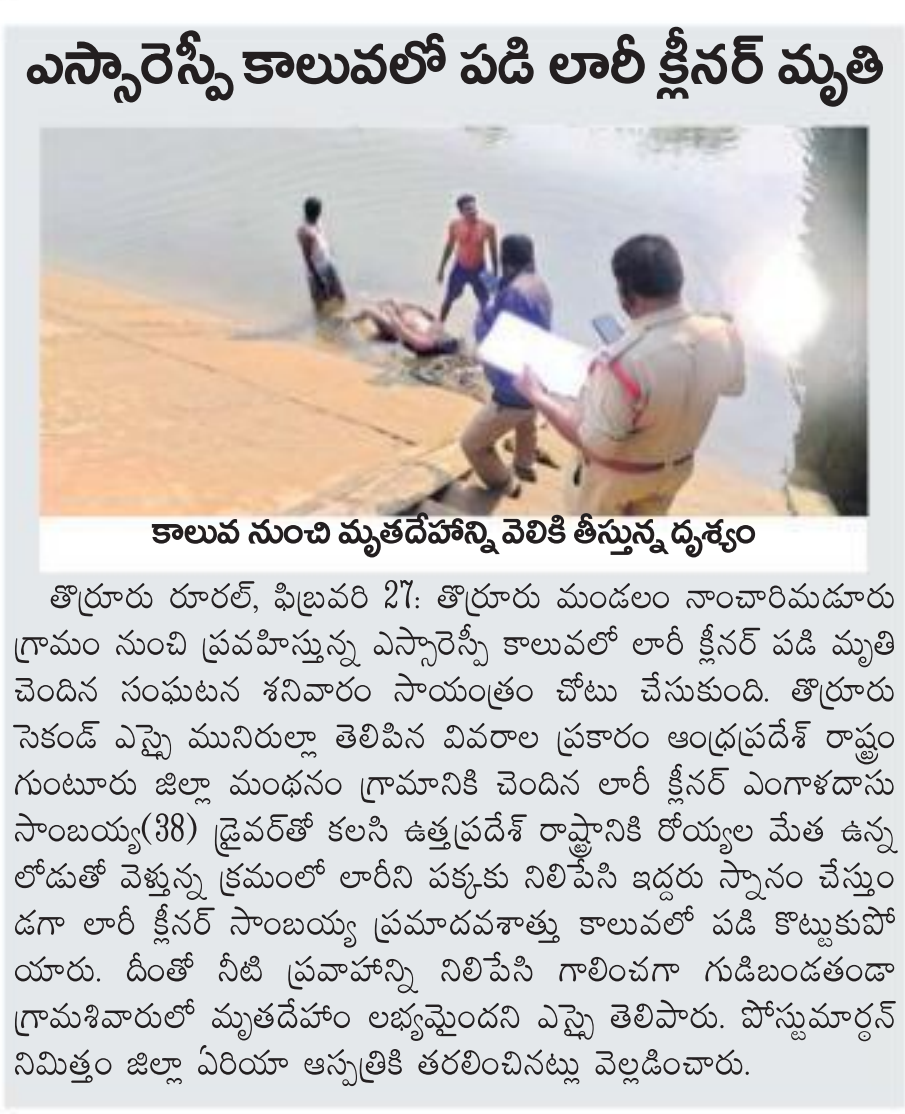 ఎస్సారెస్పీ కాలువలో పడి లారీ క్లీనర్ మృతి
కాలువ నుంచి మృతదేహాన్ని వెలికి తీస్తున్న దృశ్యం
తొర్రూరు రూరల్, ఫిబ్రవరి 27: తొర్రూరు మండలం నాంచారిమడూరు
గ్రామం నుంచి ప్రవహిస్తున్న ఎస్సారెస్పీ కాలువలో లారీ క్లీనర్ పడి మృతి
చెందిన సంఘటన శనివారం సాయంత్రం చోటు చేసుకుంది. తొర్రూరు
సెకండ్ ఎస్సై మునిరుల్లా తెలిపిన వివరాల ప్రకారం ఆంధ్రప్రదేశ్ రాష్ట్రం
గుంటూరు జిల్లా మంథనం గ్రామానికి చెందిన లారీ క్లీనర్ ఎంగాళదాసు
సాంబయ్య(38) డ్రైవర్‌తో కలసి ఉత్తప్రదేశ్ రాష్ట్రానికి రోయ్యల మేత ఉన్న
లోడుతో వెళ్తున్న క్రమంలో లారీని పక్కకు నిలిపేసి ఇద్దరు స్నానం చేస్తుం
డగా లారీ క్లీనర్ సాంబయ్య ప్రమాదవశాత్తు కాలువలో పడి కొట్టుకుపో
యారు. దీంతో నీటి ప్రవాహాన్ని నిలిపేసి గాలించగా గుడిబండతండా
గ్రామశివారులో మృతదేహాం లభ్యమైందని ఎస్సై తెలిపారు. పోస్టుమార్టన్
నిమిత్తం జిల్లా ఏరియా ఆస్పత్రికి తరలించినట్లు వెల్లడించారు.